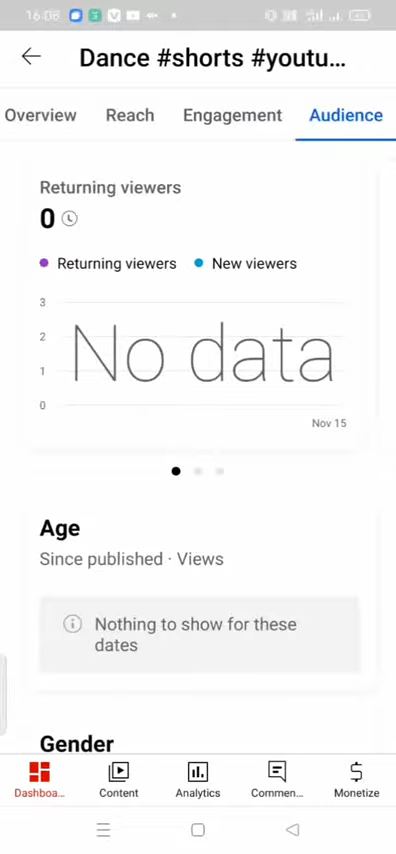 16:06
Dance #shorts #youtu...
Overview Reach Engagement Audience
Returning viewers
0
Returning viewers New viewers
3
2
1
0
No data
Nov 15
Age
Since published · Views
Nothing to show for these
dates
Gender
Dashboa... Content Analytics Commen... Monetize